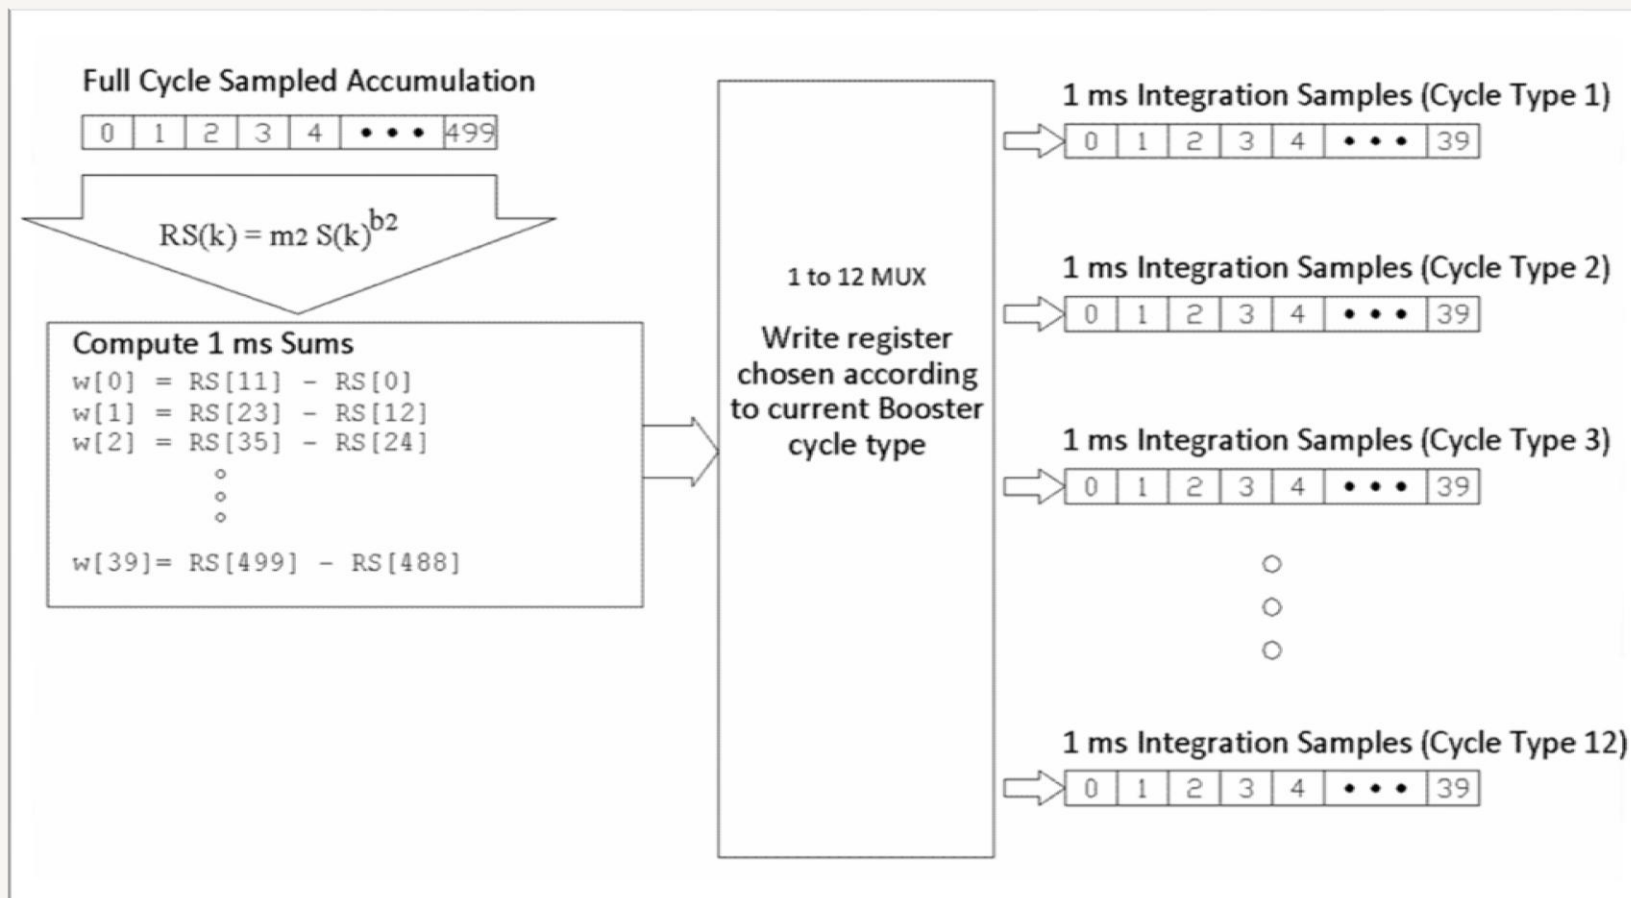 Full Cycle Sampled Accumulation
0 1 2 3 4 ••• 499
RS(k) = m2 S(k)^b2
Compute 1 ms Sums
w[0] = RS[11] - RS[0]
w[1] = RS[23] - RS[12]
w[2] = RS[35] - RS[24]
w[39]= RS[499] - RS[488]
1 to 12 MUX
Write register
chosen according
to current Booster
cycle type
1 ms Integration Samples (Cycle Type 1)
0 1 2 3 4 ••• 39
1 ms Integration Samples (Cycle Type 2)
0 1 2 3 4 ••• 39
1 ms Integration Samples (Cycle Type 3)
0 1 2 3 4 ••• 39
1 ms Integration Samples (Cycle Type 12)
0 1 2 3 4 ••• 39